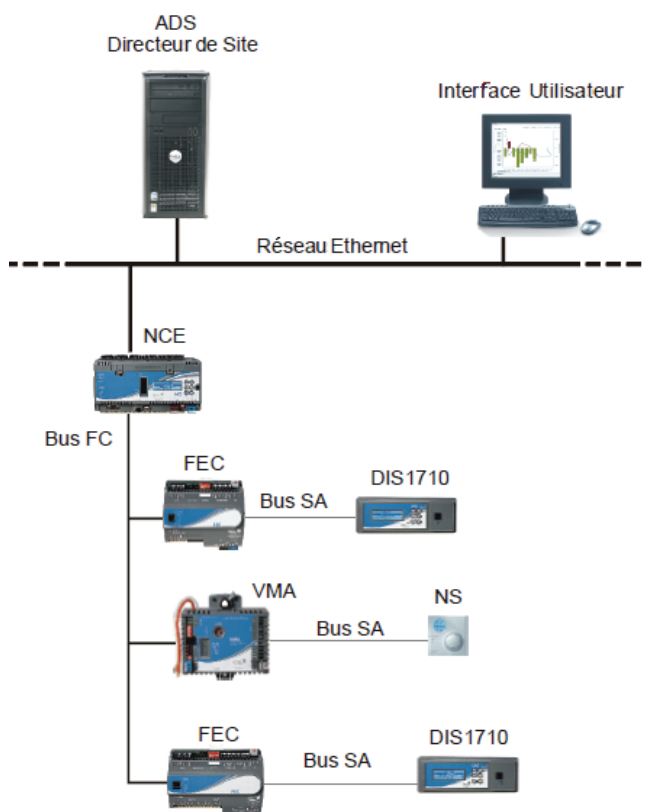 ADS
Directeur de Site
Interface Utilisateur
Réseau Ethernet
NCE
Bus FC
FEC
Bus SA
DIS1710
VMA
Bus SA
NS
FEC
Bus SA
DIS1710